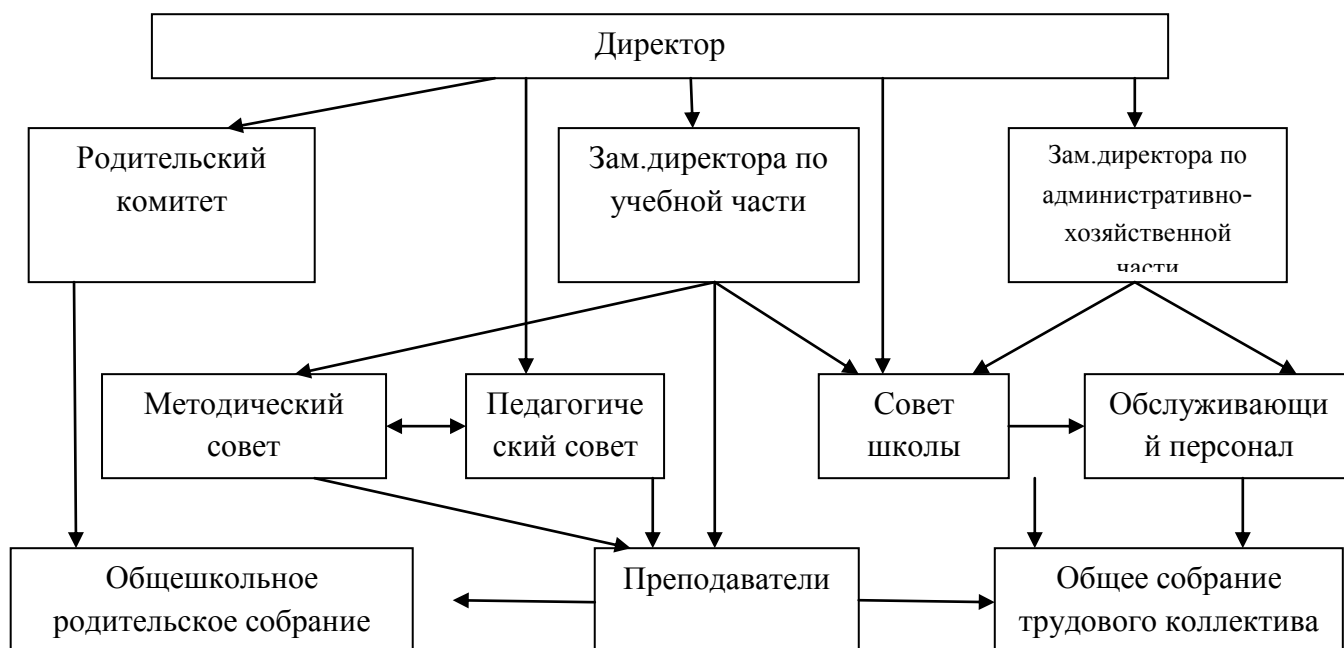 Директор
Родительский
комитет
Зам.директора по
учебной части
Зам.директора по
административно-
хозяйственной
части
Методический
совет
Педагогиче
ский совет
Совет
школы
Обслуживающи
й персонал
Общешкольное
родительское собрание
Преподаватели
Общее собрание
трудового коллектива